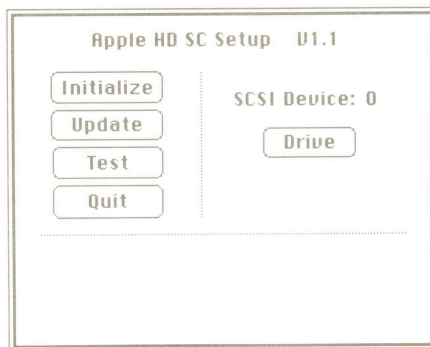 Apple HD SC Setup V1.1
Initialize
Update
Test
Quit
SCSI Device: 0
Drive